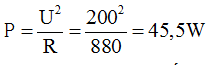 P = U²/R = 200²/880 = 45,5W